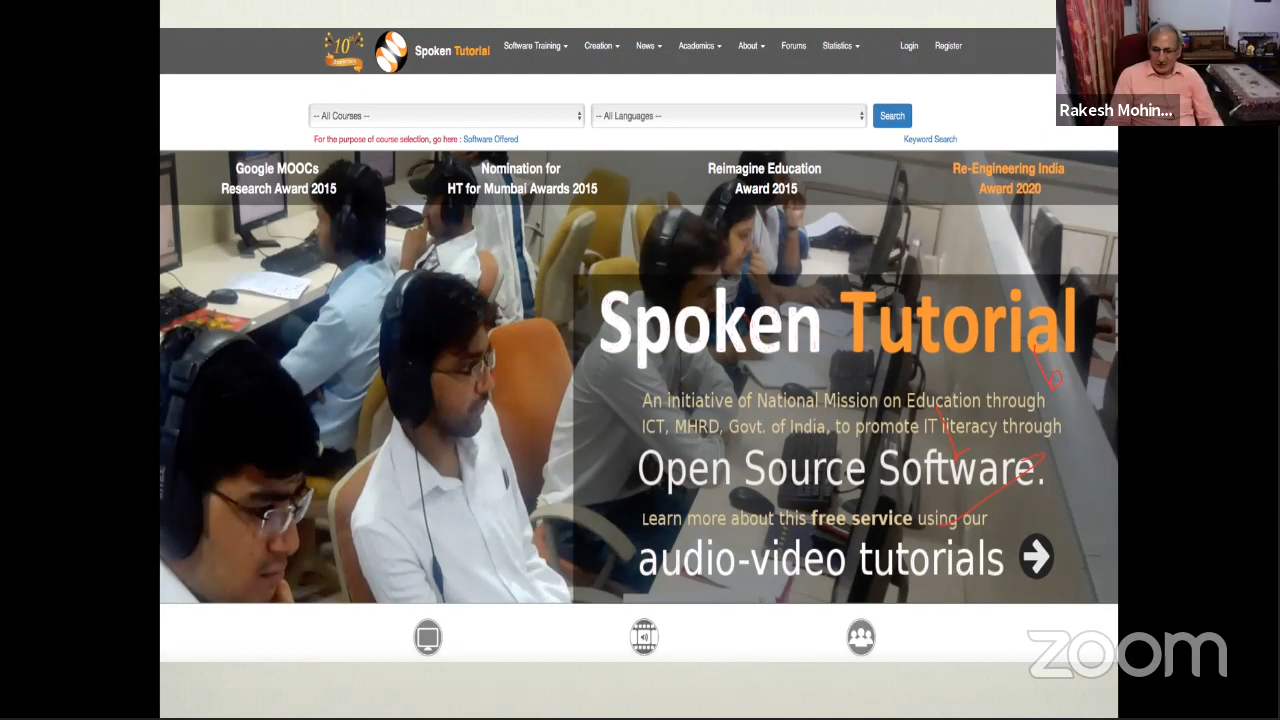 10th
Anniversary
Spoken Tutorial
Software Training
Creation
News
Academics
About
Forums
Statistics
Login
Register
-- All Courses --
-- All Languages --
Search
For the purpose of course selection, go here : Software Offered
Keyword Search
Google MOOCs
Research Award 2015
Nomination for
HT for Mumbai Awards 2015
Reimagine Education
Award 2015
Re-Engineering India
Award 2020
Spoken Tutorial
An initiative of National Mission on Education through
ICT, MHRD, Govt. of India, to promote IT literacy through
Open Source Software.
Learn more about this free service using our
audio-video tutorials
Rakesh Mohin...
zoom